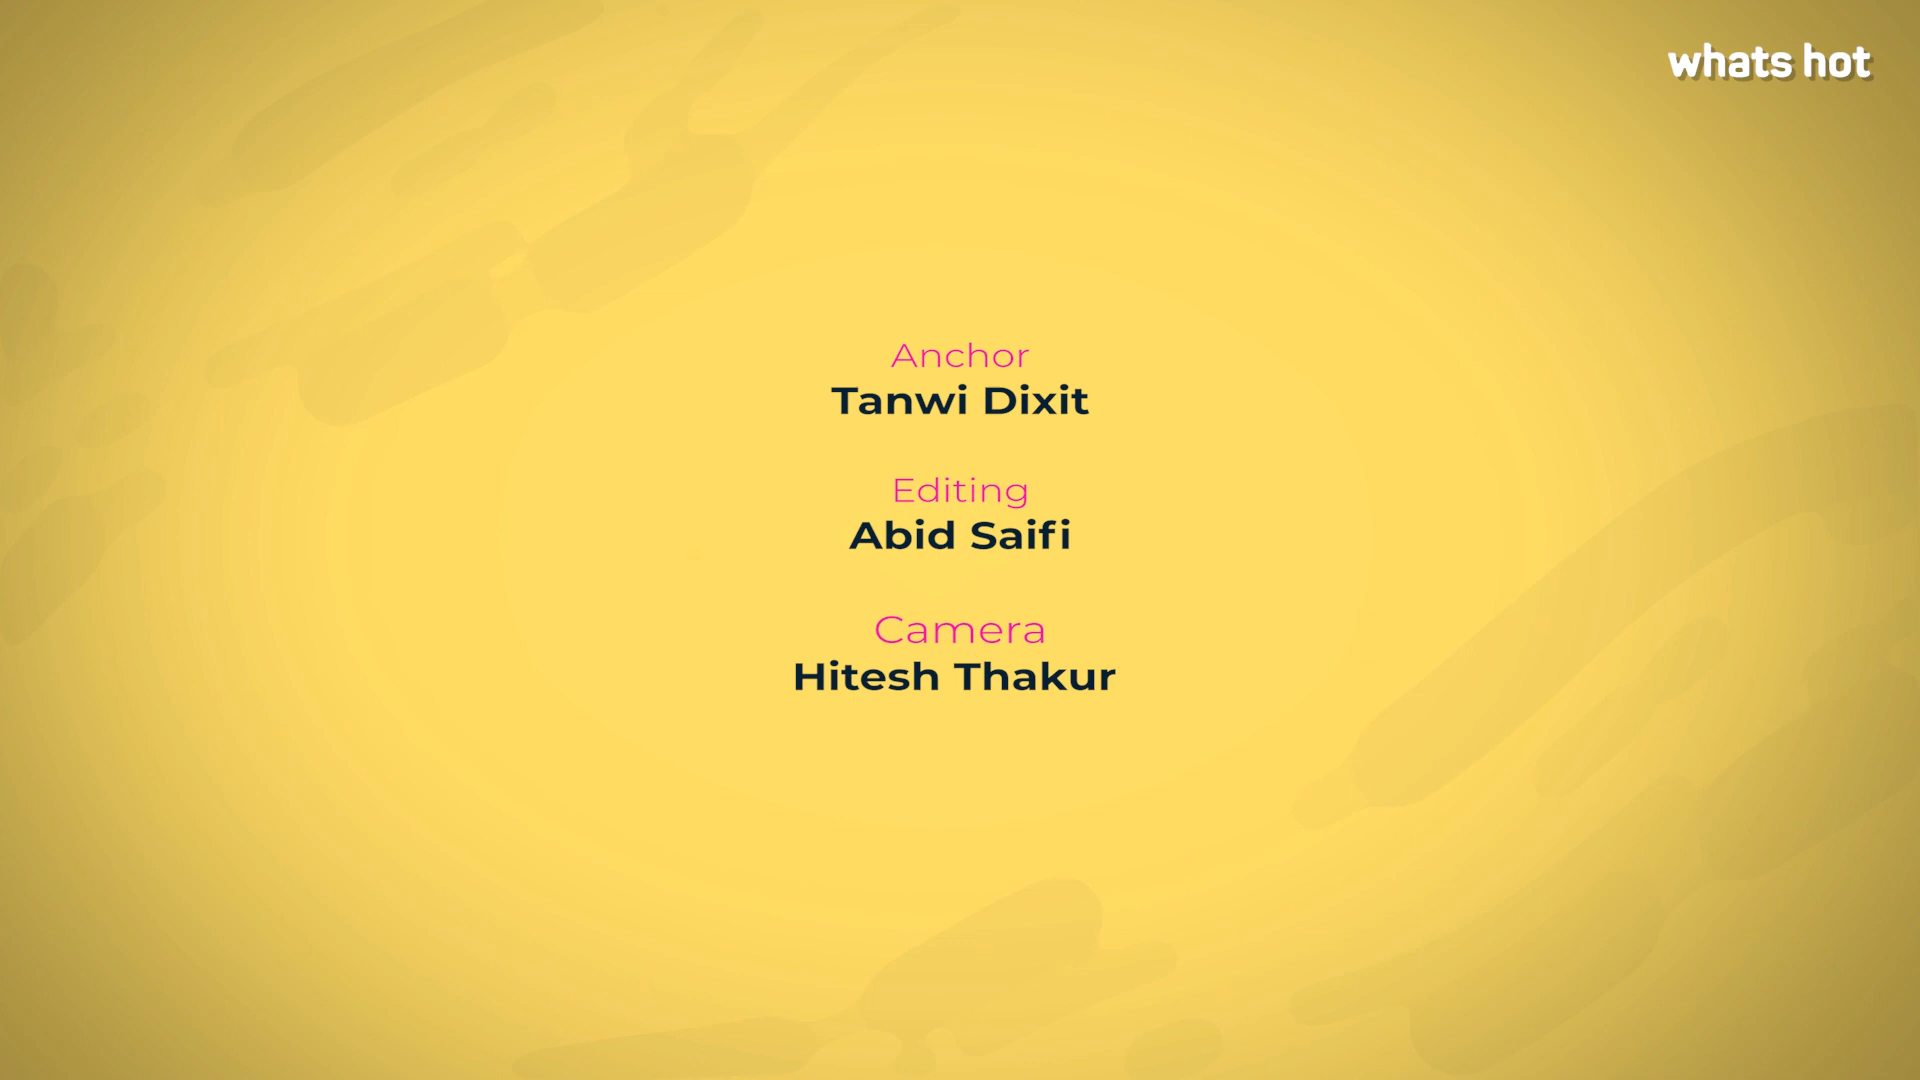 whats hot
Anchor
Tanwi Dixit
Editing
Abid Saifi
Camera
Hitesh Thakur